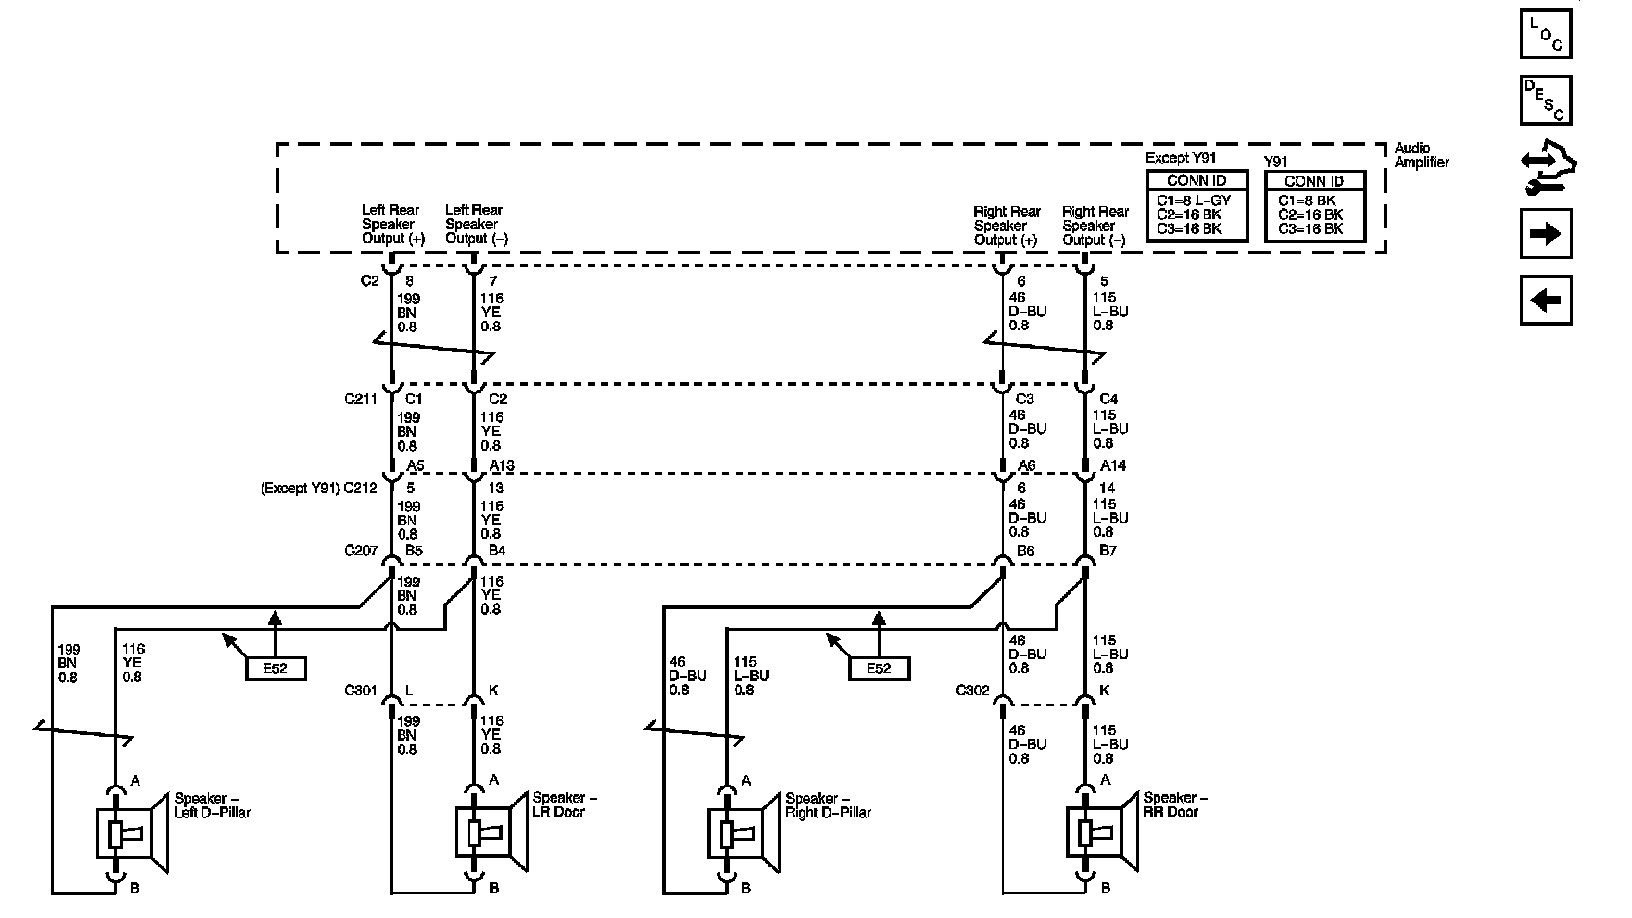 L O C
D E S C
Audio
Amplifier
Except Y91
CONN ID
C1=8 L-GY
C2=16 BK
C3=16 BK
Y91
CONN ID
C1=8 BK
C2=16 BK
C3=16 BK
Left Rear
Speaker
Output (+)
Left Rear
Speaker
Output (-)
Right Rear
Speaker
Output (+)
Right Rear
Speaker
Output (-)
C2 8 7 6 5
199 116 46 115
BN YE D-BU L-BU
0.8 0.8 0.8 0.8
C211 C1 C2 C3 C4
199 116 46 115
BN YE D-BU L-BU
0.8 0.8 0.8 0.8
A5 A13 A6 A14
(Except Y91) C212 5 13 6 14
199 116 46 115
BN YE D-BU L-BU
0.8 0.8 0.8 0.8
C207 B5 B4 B6 B7
199 116
BN YE
0.8 0.8
199 116 46 115 46 115
BN YE D-BU L-BU D-BU L-BU
0.8 0.8 0.8 0.8 0.8 0.8
E52 E52
C301 L K C302 L K
199 116 46 115
BN YE D-BU L-BU
0.8 0.8 0.8 0.8
A A A A
Speaker -
Left D-Pillar
Speaker -
LR Door
Speaker -
Right D-Pillar
Speaker -
RR Door
B B B B